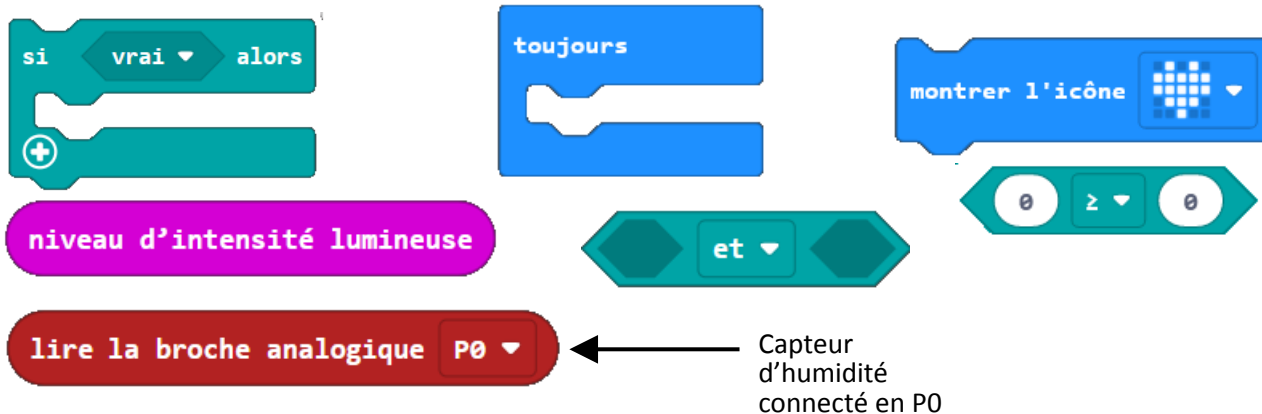 si vrai alors
toujours
montrer l'icône
0 ≥ 0
niveau d’intensité lumineuse
et
lire la broche analogique P0
Capteur
d’humidité
connecté en P0